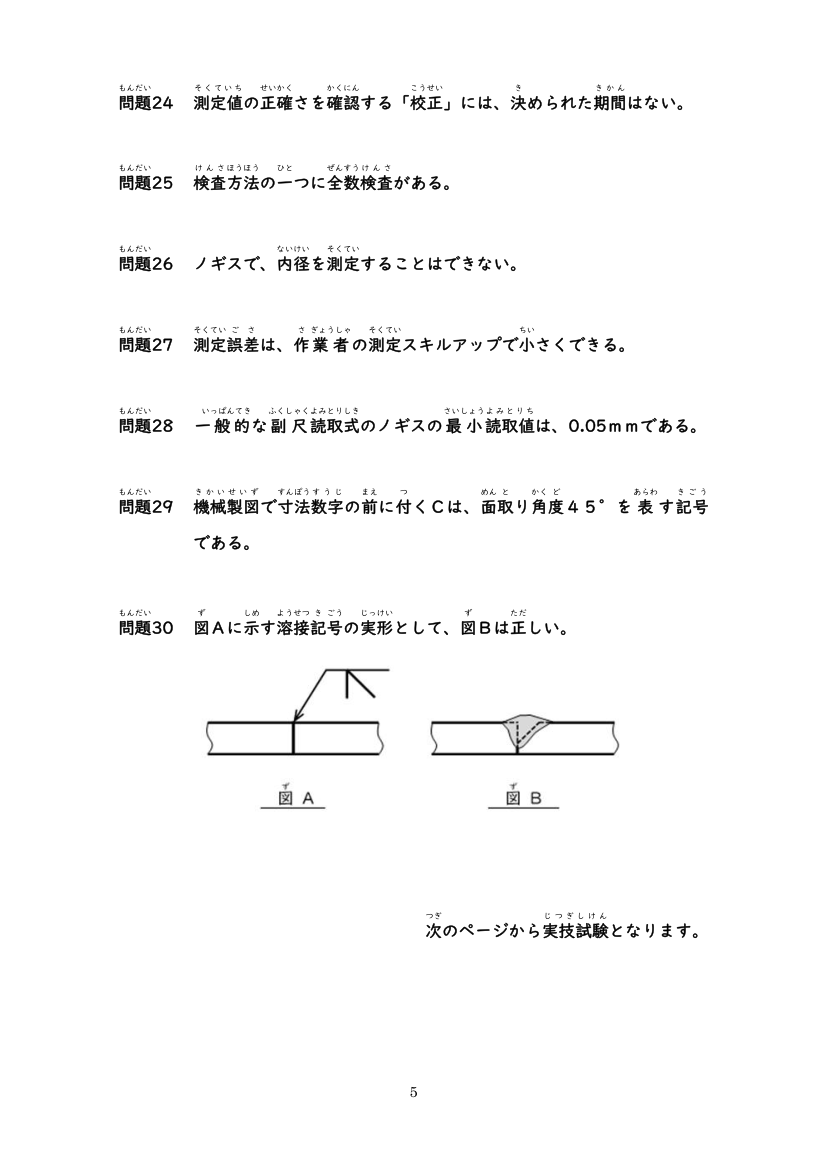 もんだい そくていち せいかく かくにん こうせい き きかん
問題24 測定値の正確さを確認する「校正」には、決められた期間はない。
もんだい けんさほうほう ひと ぜんすうけんさ
問題25 検査方法の一つに全数検査がある。
もんだい ないけい そくてい
問題26 ノギスで、内径を測定することはできない。
もんだい そくていごさ さぎょうしゃ そくてい ちい
問題27 測定誤差は、作業者の測定スキルアップで小さくできる。
もんだい いっぱんてき ふくしゃくよみとりしき さいしょうよみとりち
問題28 一般的な副尺読取式のノギスの最小読取値は、0.05ｍｍである。
もんだい きかいせいず すんぽうすうじ まえ つ めんと かくど あらわ きごう
問題29 機械製図で寸法数字の前に付くＣは、面取り角度４５°を表す記号
である。
もんだい ず しめ ようせつきごう じっけい ず ただ
問題30 図Ａに示す溶接記号の実形として、図Ｂは正しい。
ず ず
図 A 図 B
つぎ じつぎしけん
次のページから実技試験となります。
5